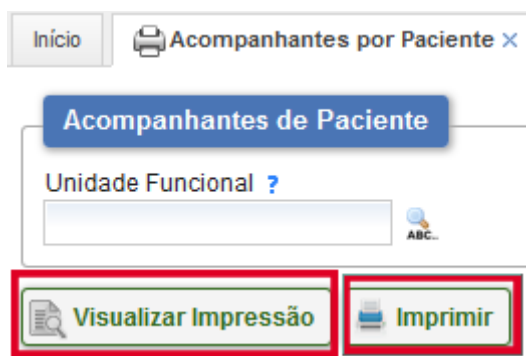 Início Acompanhantes por Paciente ×
Acompanhantes de Paciente
Unidade Funcional ?
ABC..
Visualizar Impressão Imprimir